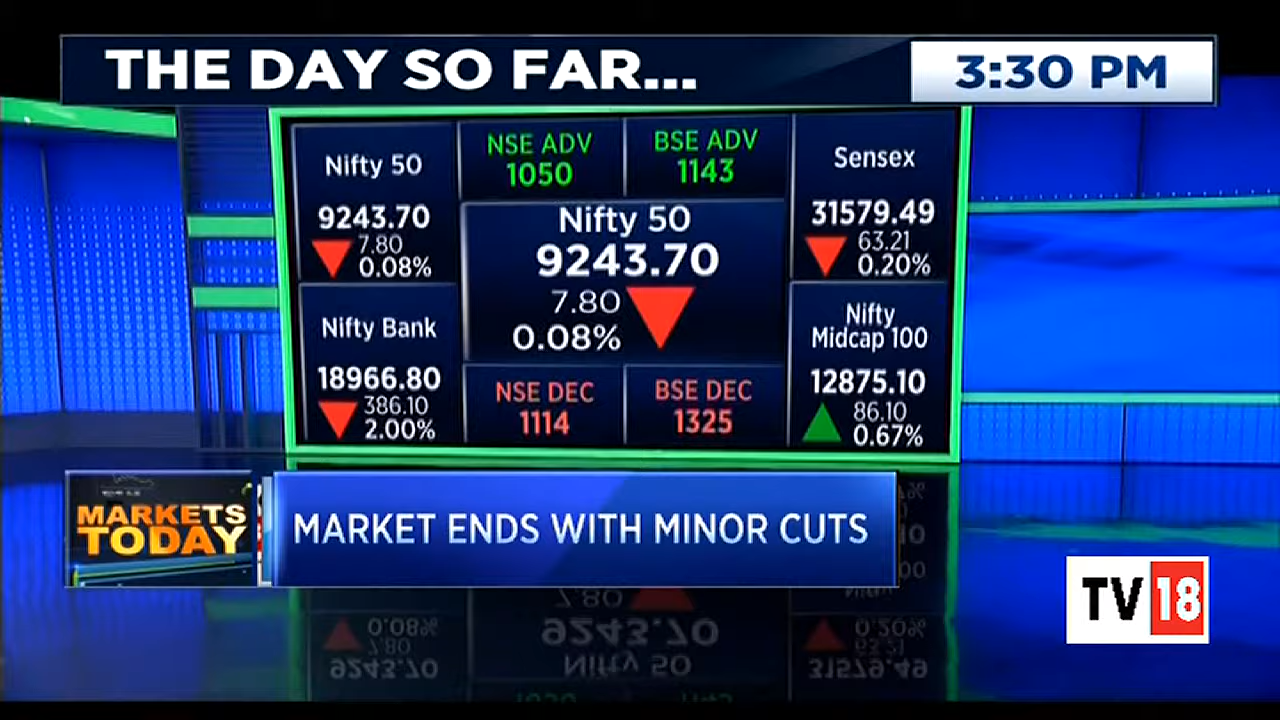 THE DAY SO FAR...
3:30 PM
Nifty 50
9243.70
7.80
0.08%
NSE ADV
1050
BSE ADV
1143
Sensex
31579.49
63.21
0.20%
Nifty 50
9243.70
7.80
0.08%
Nifty Bank
18966.80
386.10
2.00%
NSE DEC
1114
BSE DEC
1325
Nifty
Midcap 100
12875.10
86.10
0.67%
MARKETS
TODAY
MARKET ENDS WITH MINOR CUTS
TV18